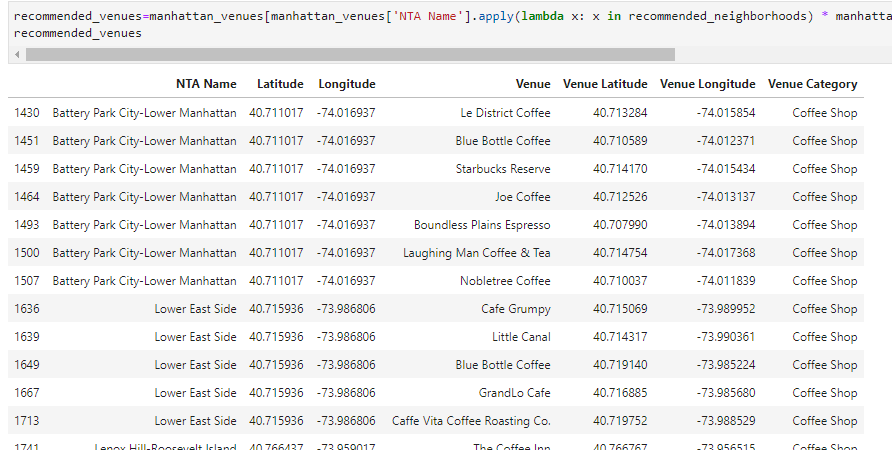 recommended_venues=manhattan_venues[manhattan_venues['NTA Name'].apply(lambda x: x in recommended_neighborhoods) * manhatta
recommended_venues
NTA Name Latitude Longitude Venue Venue Latitude Venue Longitude Venue Category
1430 Battery Park City-Lower Manhattan 40.711017 -74.016937 Le District Coffee 40.713284 -74.015854 Coffee Shop
1451 Battery Park City-Lower Manhattan 40.711017 -74.016937 Blue Bottle Coffee 40.710589 -74.012371 Coffee Shop
1459 Battery Park City-Lower Manhattan 40.711017 -74.016937 Starbucks Reserve 40.714170 -74.015434 Coffee Shop
1464 Battery Park City-Lower Manhattan 40.711017 -74.016937 Joe Coffee 40.712526 -74.013137 Coffee Shop
1493 Battery Park City-Lower Manhattan 40.711017 -74.016937 Boundless Plains Espresso 40.707990 -74.013894 Coffee Shop
1500 Battery Park City-Lower Manhattan 40.711017 -74.016937 Laughing Man Coffee & Tea 40.714754 -74.017368 Coffee Shop
1507 Battery Park City-Lower Manhattan 40.711017 -74.016937 Nobletree Coffee 40.710037 -74.011839 Coffee Shop
1636 Lower East Side 40.715936 -73.986806 Cafe Grumpy 40.715069 -73.989952 Coffee Shop
1639 Lower East Side 40.715936 -73.986806 Little Canal 40.714317 -73.990361 Coffee Shop
1649 Lower East Side 40.715936 -73.986806 Blue Bottle Coffee 40.719140 -73.985224 Coffee Shop
1667 Lower East Side 40.715936 -73.986806 GrandLo Cafe 40.716885 -73.985680 Coffee Shop
1713 Lower East Side 40.715936 -73.986806 Caffe Vita Coffee Roasting Co. 40.719752 -73.988529 Coffee Shop
1741 Lenox Hill-Roosevelt Island 40.766437 -73.959017 The Coffee Inn 40.766767 -73.956515 Coffee Shop